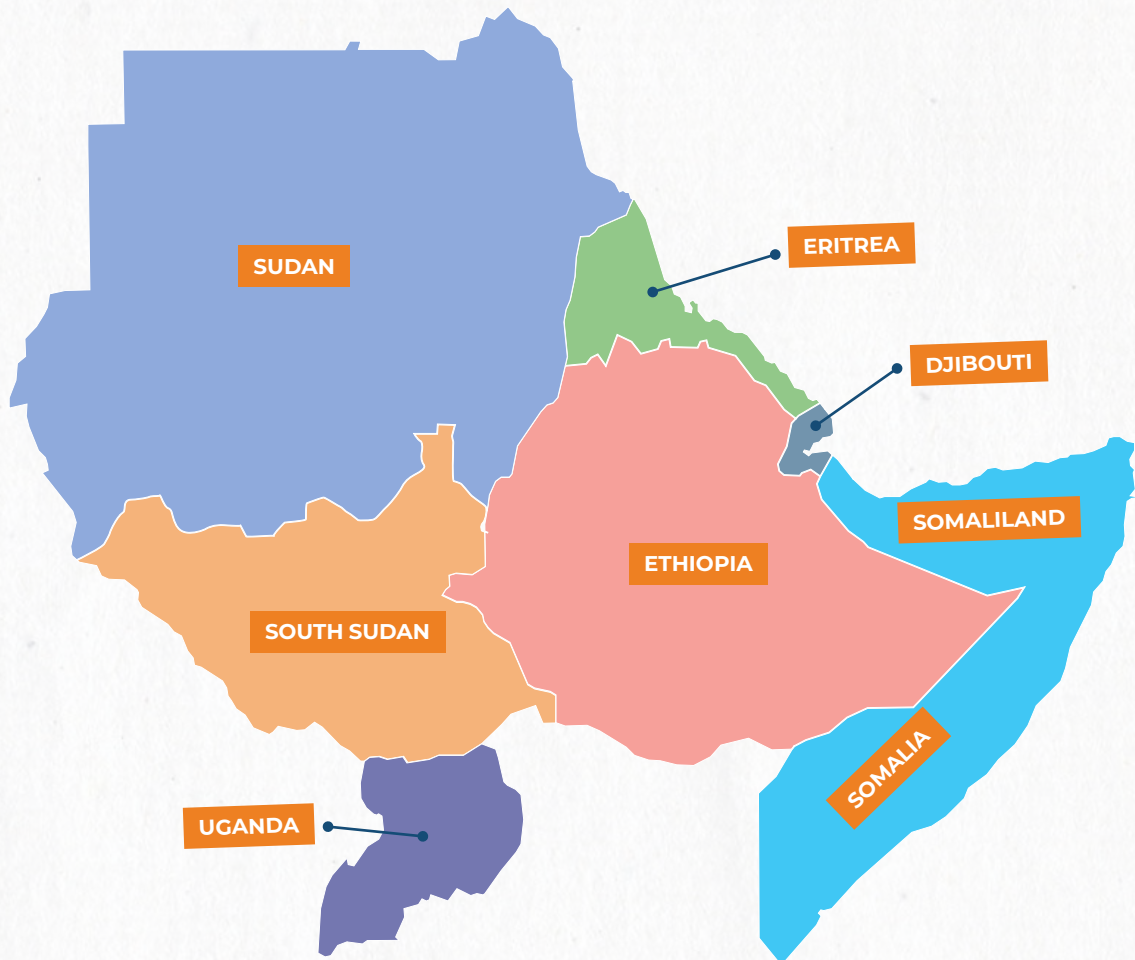 SUDAN
ERITREA
DJIBOUTI
SOMALILAND
ETHIOPIA
SOUTH SUDAN
SOMALIA
UGANDA